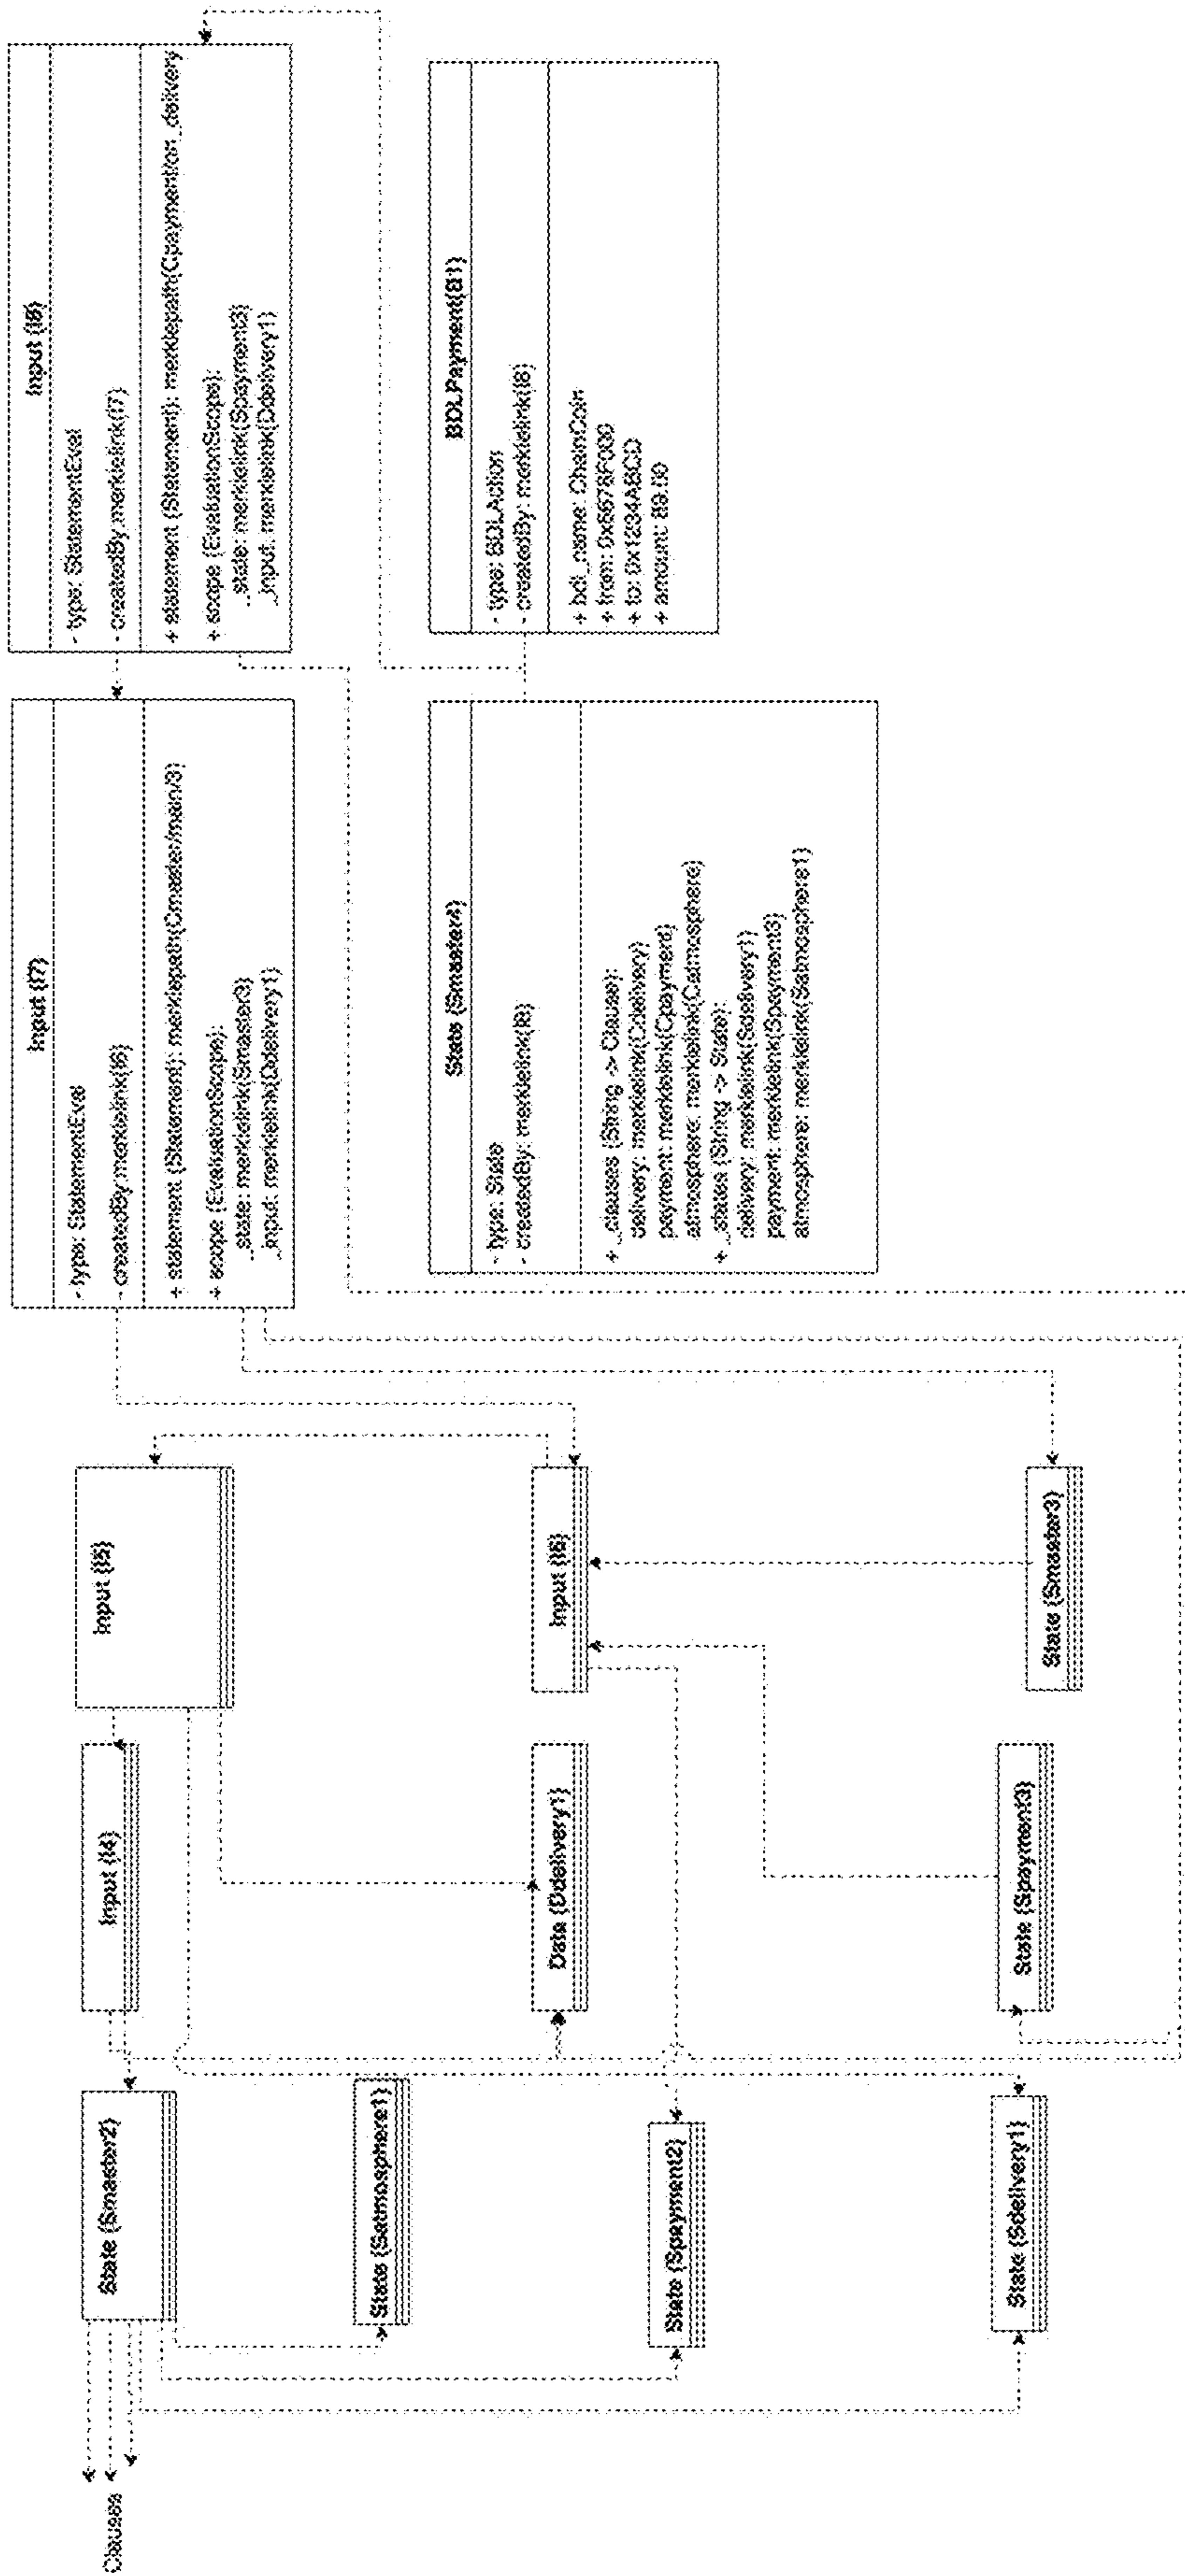 Clauses
State (Smaster2)
State (Satmosphere1)
State (Spayment2)
State (Sdelivery1)
Input (I4)
Data (Ddelivery1)
State (Spayment3)
Input (I5)
Input (I6)
State (Smaster3)
Input (I7)
- type: StatementEval
- createdBy:merklelink(I6)
+ statement (Statement): merklepath(Cmaster/main/3)
+ scope (EvaluationScope):
_state: merklelink(Smaster3)
_input: merklelink(Ddelivery1)
State (Smaster4)
- type: State
- createdBy: merklelink(I8)
+ _clauses (String -> Clause):
delivery: merklelink(Cdelivery)
payment: merklelink(Cpayment)
atmosphere: merklelink(Catmosphere)
+ _states (String -> State):
delivery: merklelink(Sdelivery1)
payment: merklelink(Spayment3)
atmosphere: merklelink(Satmosphere1)
Input (I8)
- type: StatementEval
- createdBy:merklelink(I7)
+ statement (Statement): merklepath(Cpayment/on_delivery
+ scope (EvaluationScope):
_state: merklelink(Spayment3)
_input: merklelink(Ddelivery1)
BDLPayment(B1)
- type: BDLAction
- createdBy: merklelink(I8)
+ bdl_name: ChainCoin
+ from:
+ to: 0x1234ABCD
+ amount: 89.00